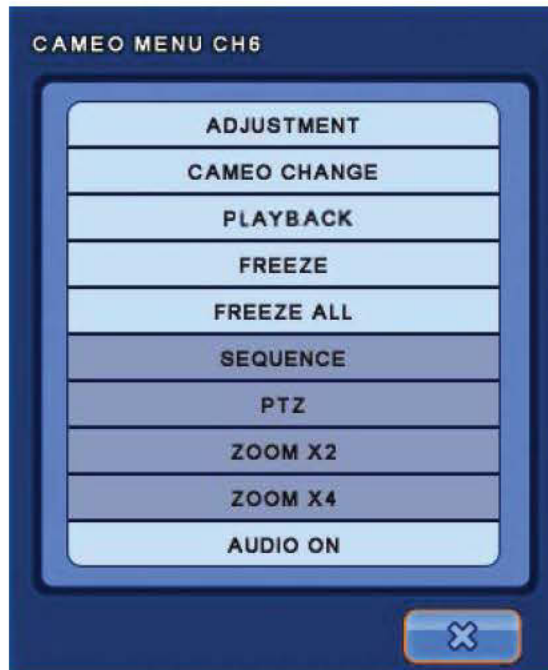 CAMEO MENU CH6
ADJUSTMENT
CAMEO CHANGE
PLAYBACK
FREEZE
FREEZE ALL
SEQUENCE
PTZ
ZOOM X2
ZOOM X4
AUDIO ON